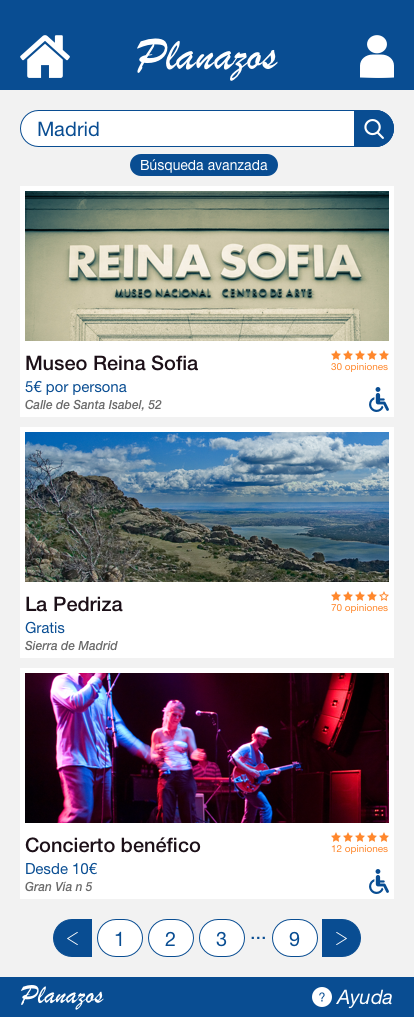 Planazos
Madrid
Búsqueda avanzada
REINA SOFIA
MUSEO NACIONAL CENTRO DE ARTE
Museo Reina Sofia
30 opiniones
5€ por persona
Calle de Santa Isabel, 52
La Pedriza
70 opiniones
Gratis
Sierra de Madrid
Concierto benéfico
12 opiniones
Desde 10€
Gran Via n 5
< 1 2 3 ... 9 >
Planazos ? Ayuda